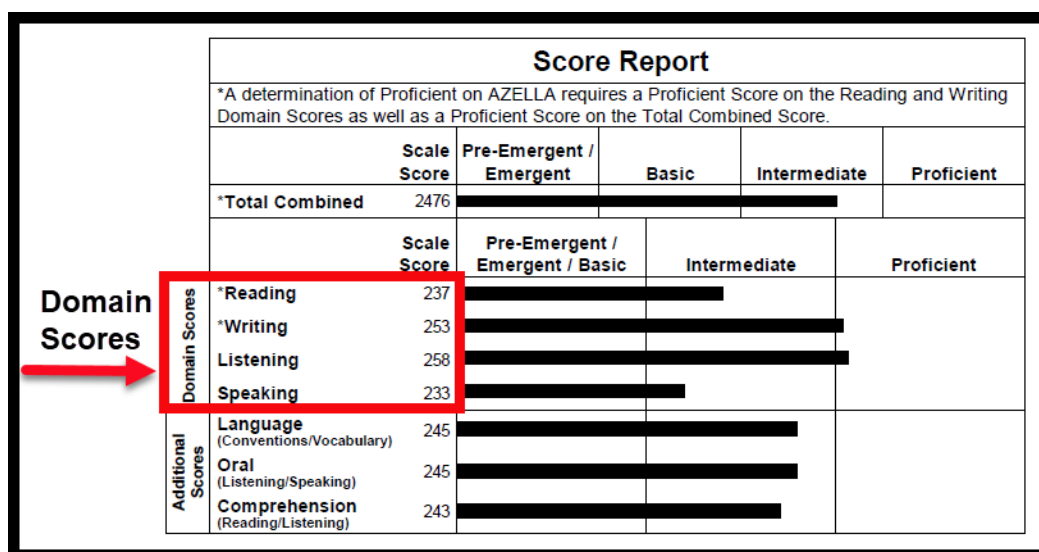 Score Report
*A determination of Proficient on AZELLA requires a Proficient Score on the Reading and Writing
Domain Scores as well as a Proficient Score on the Total Combined Score.
Scale Score
Pre-Emergent / Emergent
Basic
Intermediate
Proficient
*Total Combined 2476
Scale Score
Pre-Emergent / Emergent / Basic
Intermediate
Proficient
Domain
Scores
Domain Scores
*Reading 237
*Writing 253
Listening 258
Speaking 233
Additional
Scores
Language 245
(Conventions/Vocabulary)
Oral 245
(Listening/Speaking)
Comprehension 243
(Reading/Listening)